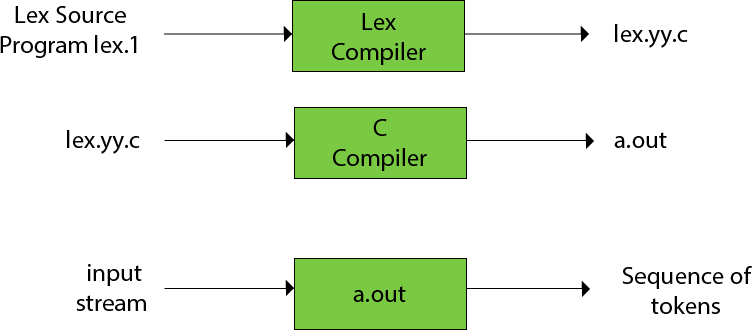 Lex Source
Program lex.1
Lex
Compiler
lex.yy.c
lex.yy.c
C
Compiler
a.out
input
stream
a.out
Sequence of
tokens